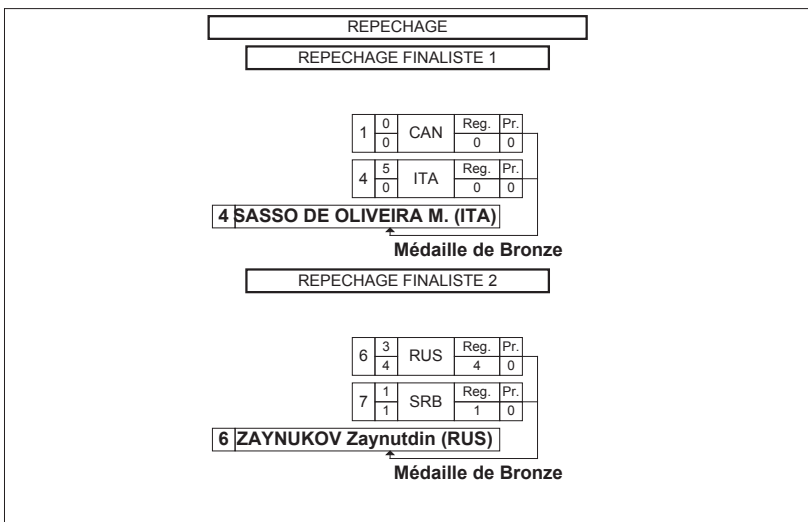 REPECHAGE
REPECHAGE FINALISTE 1
1 0 CAN Reg. Pr.
0 0 0
4 5 ITA Reg. Pr.
0 0 0
4 SASSO DE OLIVEIRA M. (ITA)
Médaille de Bronze
REPECHAGE FINALISTE 2
6 3 RUS Reg. Pr.
4 4 0
7 1 SRB Reg. Pr.
1 1 0
6 ZAYNUKOV Zaynutdin (RUS)
Médaille de Bronze